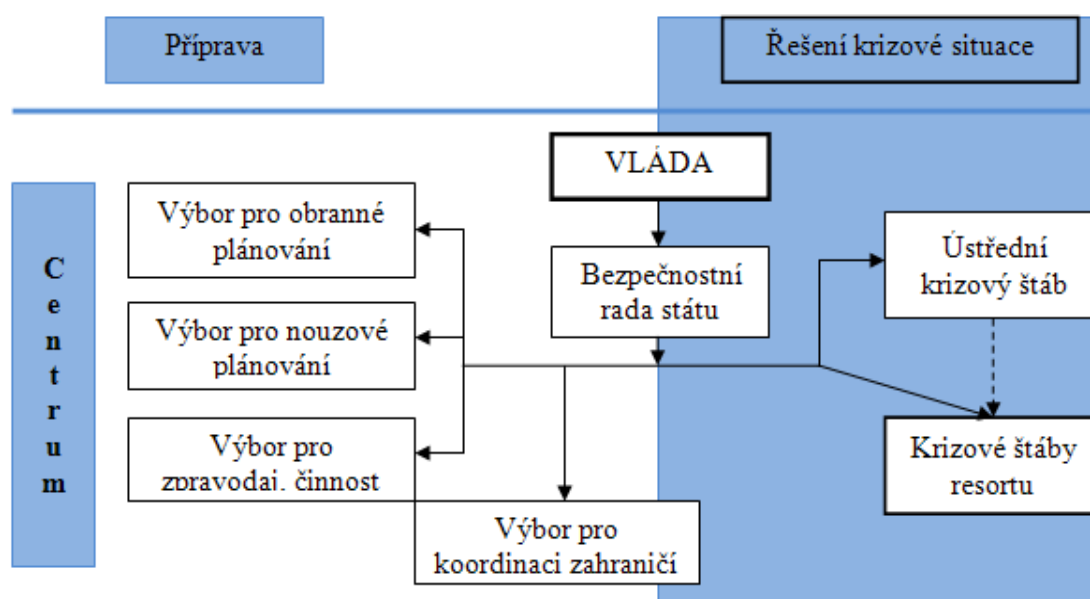 Příprava
Řešení krizové situace
VLÁDA
Centrum
Výbor pro obranné
plánování
Bezpečnostní
rada státu
Ústřední
krizový štáb
Výbor pro nouzové
plánování
Výbor pro
zpravodaj. činnost
Krizové štáby
resortu
Výbor pro
koordinaci zahraničí